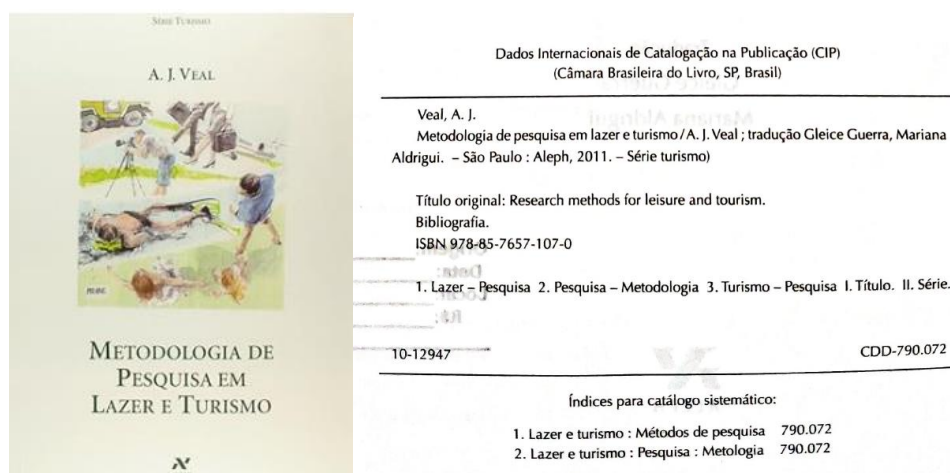 SÉRIE TURISMO
A. J. VEAL
METODOLOGIA DE
PESQUISA EM
LAZER E TURISMO
Dados Internacionais de Catalogação na Publicação (CIP)
(Câmara Brasileira do Livro, SP, Brasil)
Veal, A. J.
Metodologia de pesquisa em lazer e turismo / A. J. Veal ; tradução Gleice Guerra, Mariana
Aldrigui. – São Paulo : Aleph, 2011. – Série turismo)
Título original: Research methods for leisure and tourism.
Bibliografia.
ISBN 978-85-7657-107-0
1. Lazer – Pesquisa 2. Pesquisa – Metodologia 3. Turismo – Pesquisa I. Título. II. Série.
10-12947 CDD-790.072
Índices para catálogo sistemático:
1. Lazer e turismo : Métodos de pesquisa 790.072
2. Lazer e turismo : Pesquisa : Metologia 790.072